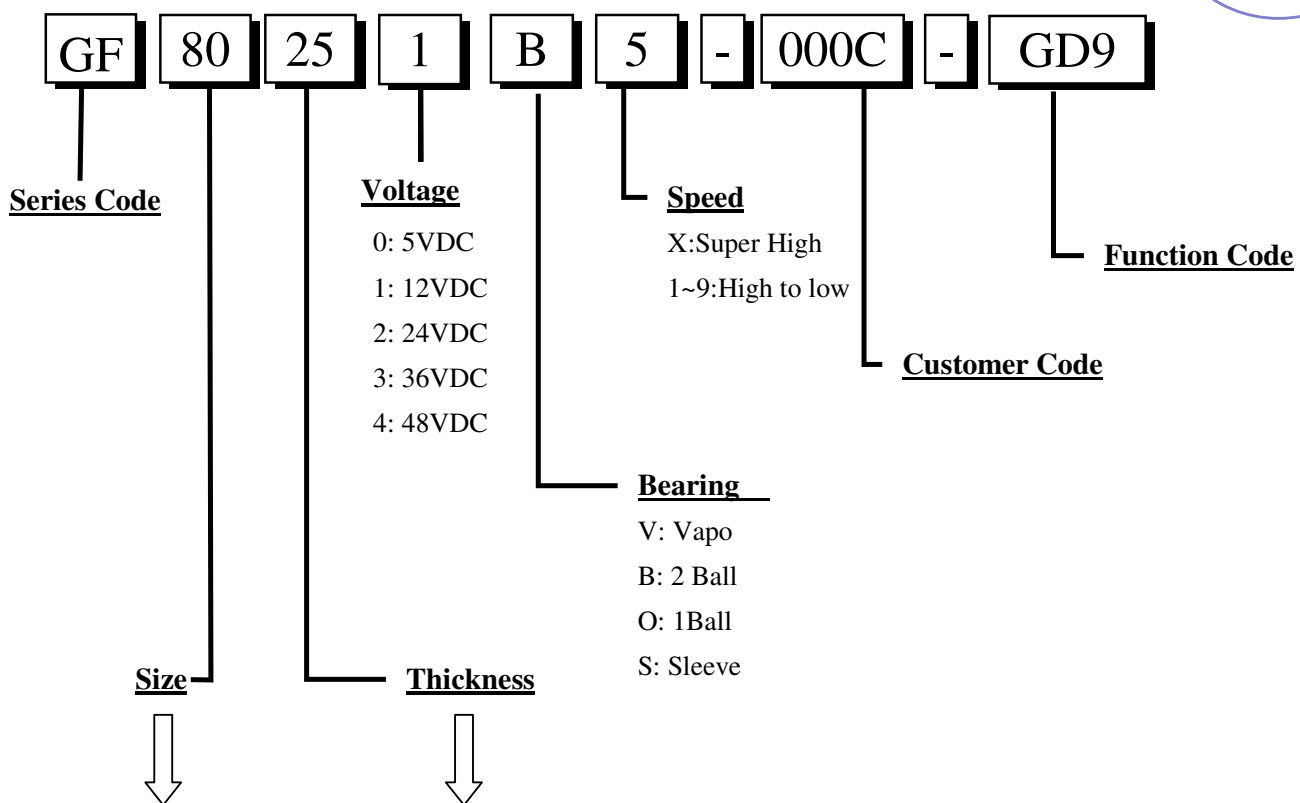 GF 80 25 1 B 5 - 000C - GD9
Series Code
Voltage
0: 5VDC
1: 12VDC
2: 24VDC
3: 36VDC
4: 48VDC
Speed
X:Super High
1~9:High to low
Function Code
Customer Code
Bearing
V: Vapo
B: 2 Ball
O: 1Ball
S: Sleeve
Size
Thickness